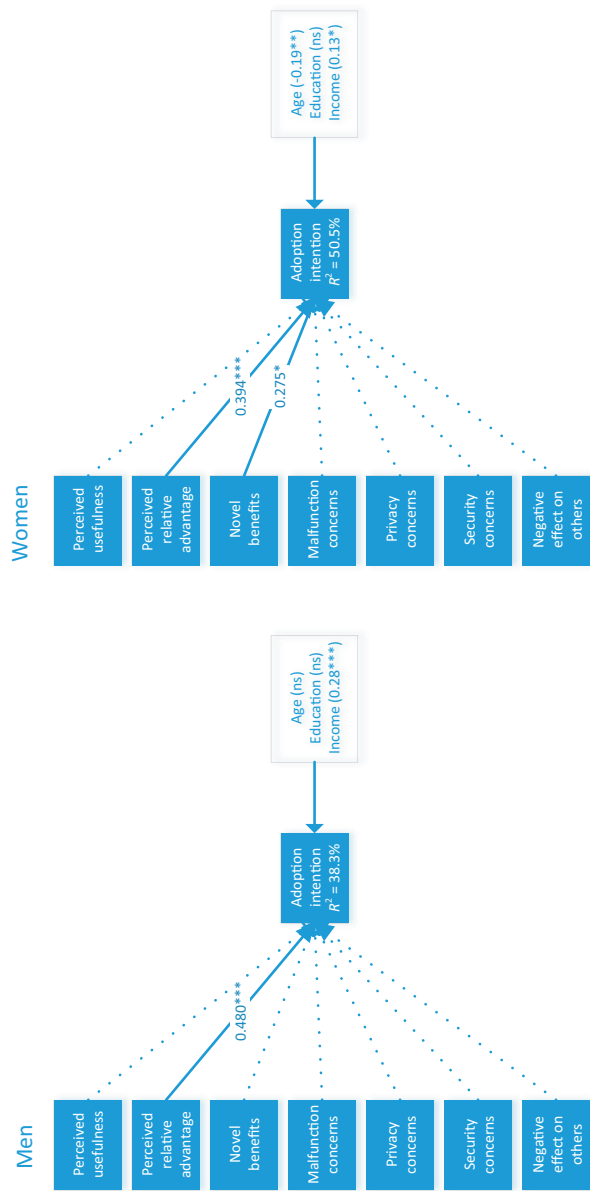 Men
Perceived
usefulness
Perceived
relative
advantage
Novel
benefits
Malfunction
concerns
Privacy
concerns
Security
concerns
Negative
effect on
others
0.480***
Adoption
intention
R² = 38.3%
Age (ns)
Education (ns)
Income (0.28***)
Women
Perceived
usefulness
Perceived
relative
advantage
Novel
benefits
Malfunction
concerns
Privacy
concerns
Security
concerns
Negative
effect on
others
0.394***
0.275*
Adoption
intention
R² = 50.5%
Age (-0.19**)
Education (ns)
Income (0.13*)